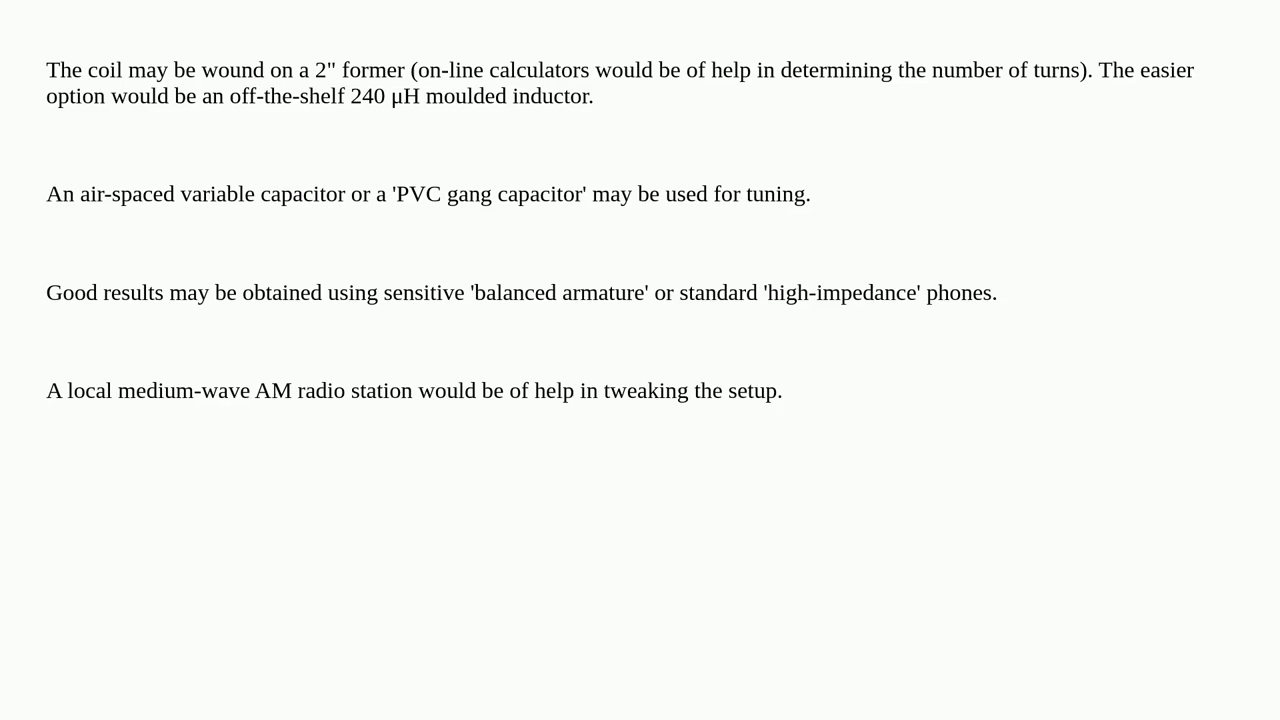 The coil may be wound on a 2" former (on-line calculators would be of help in determining the number of turns). The easier
option would be an off-the-shelf 240 μH moulded inductor.
An air-spaced variable capacitor or a 'PVC gang capacitor' may be used for tuning.
Good results may be obtained using sensitive 'balanced armature' or standard 'high-impedance' phones.
A local medium-wave AM radio station would be of help in tweaking the setup.